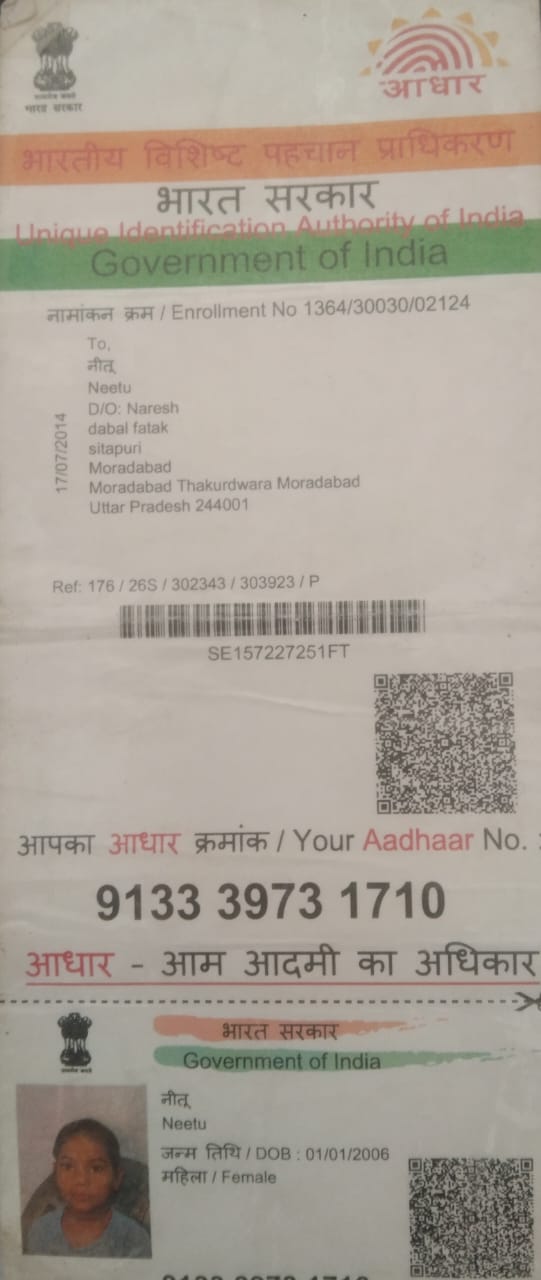 भारत सरकार
आधार
भारतीय विशिष्ट पहचान प्राधिकरण
भारत सरकार
Unique Identification Authority of India
Government of India
नामांकन क्रम / Enrollment No 1364/30030/02124
To,
नीतू
Neetu
D/O: Naresh
dabal fatak
sitapuri
Moradabad
Moradabad Thakurdwara Moradabad
Uttar Pradesh 244001
17/07/2014
Ref: 176 / 26S / 302343 / 303923 / P
SE157227251FT
आपका आधार क्रमांक / Your Aadhaar No. :
9133 3973 1710
आधार - आम आदमी का अधिकार
भारत सरकार
Government of India
नीतू
Neetu
जन्म तिथि / DOB : 01/01/2006
महिला / Female